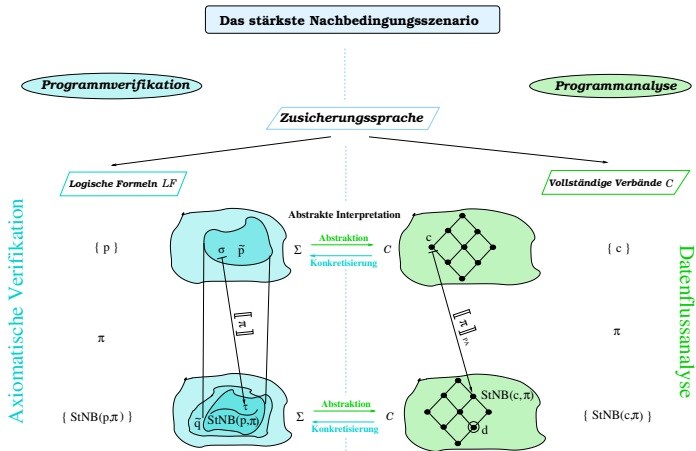 Das stärkste Nachbedingungsszenario
Programmverifikation
Programmanalyse
Zusicherungssprache
Logische Formeln LF
Vollständige Verbände C
Axiomatische Verifikation
Datenflussanalyse
Abstrakte Interpretation
{ p }
σ p̃
Σ
Abstraktion
Konkretisierung
C
c
{ c }
π
[[ π ]]
[[ π ]] PA
π
{ StNB(p,π) }
q̃
τ
StNB(p,π)
Σ
Abstraktion
Konkretisierung
C
StNB(c,π)
d
{ StNB(c,π) }